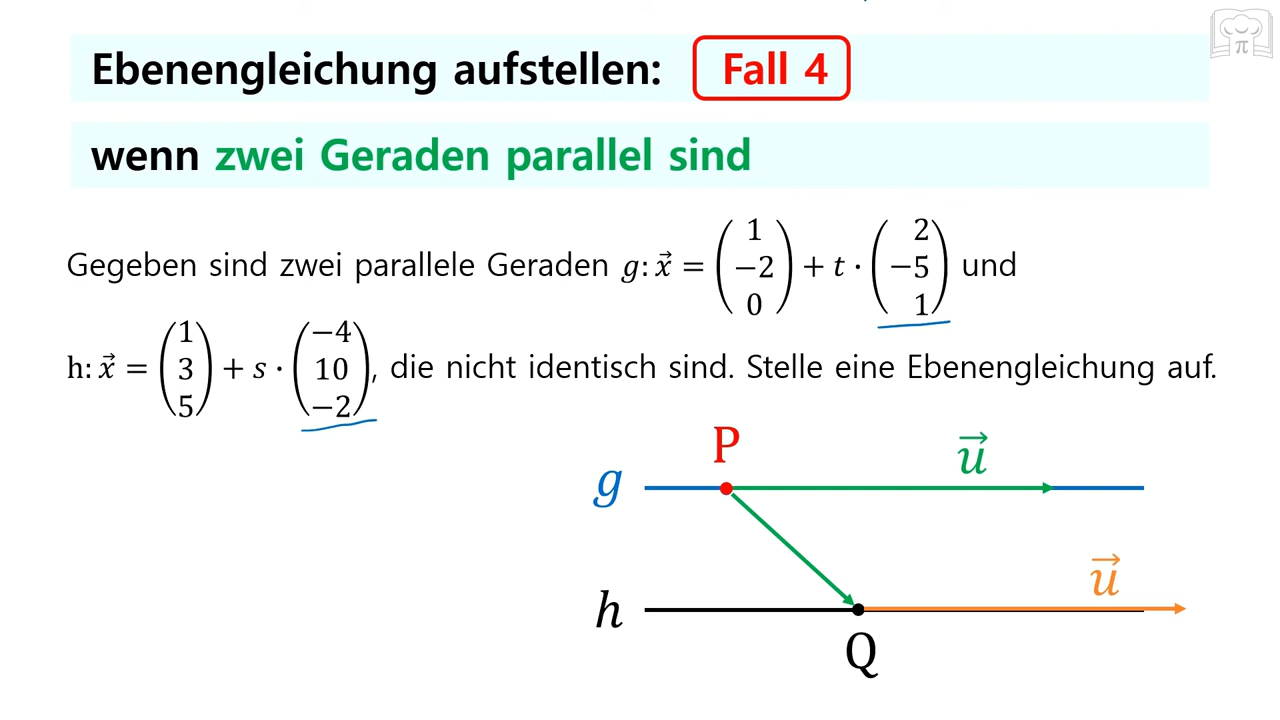 Ebenengleichung aufstellen: Fall 4
wenn zwei Geraden parallel sind
Gegeben sind zwei parallele Geraden g: x⃗ = (1 −2 0) + t · (2 −5 1) und
h: x⃗ = (1 3 5) + s · (−4 10 −2), die nicht identisch sind. Stelle eine Ebenengleichung auf.
P
u⃗
g
u⃗
h
Q
π